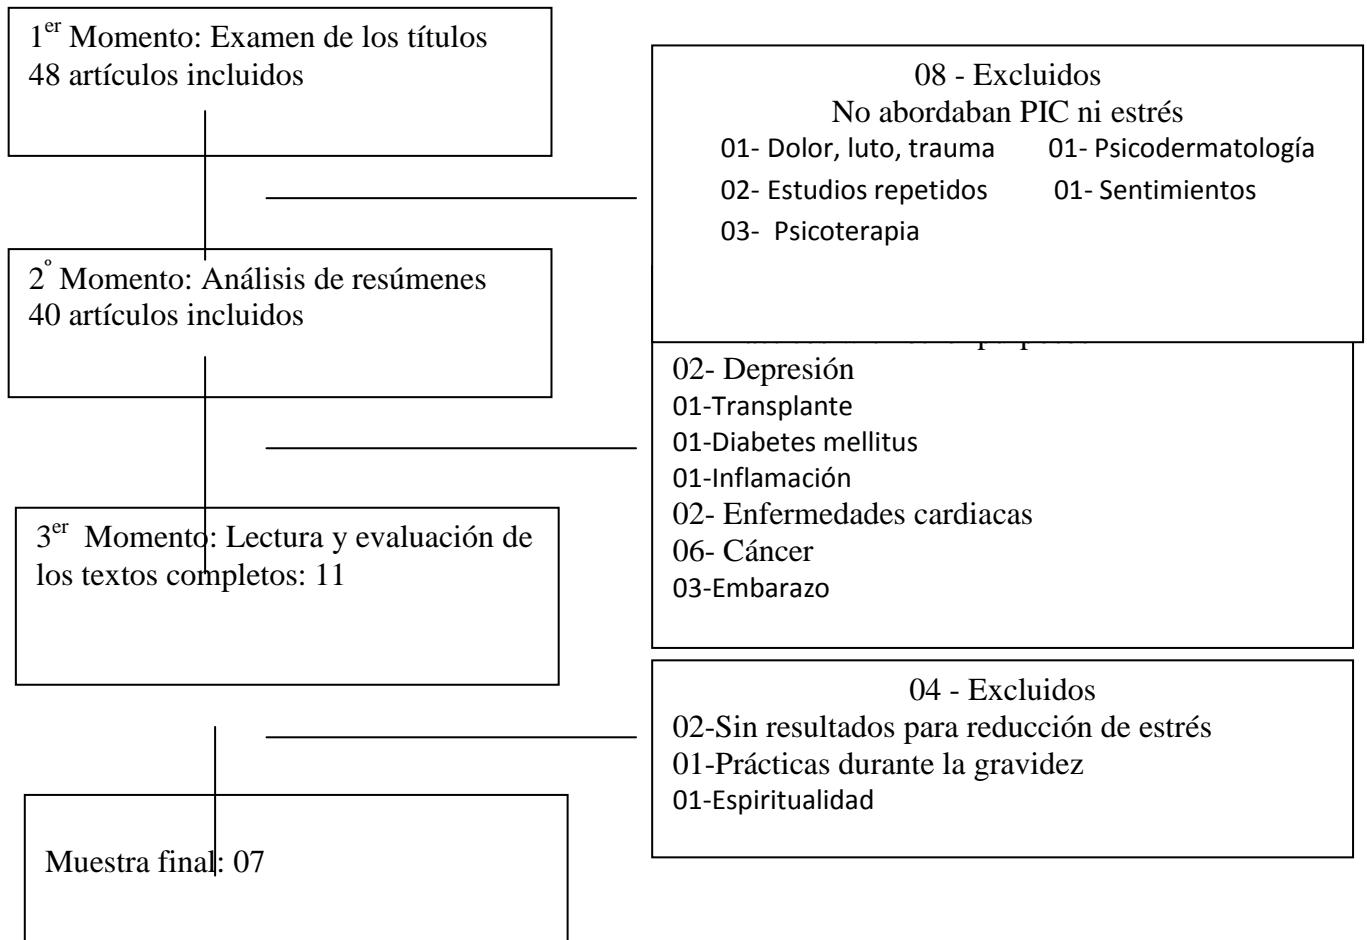 1er Momento: Examen de los títulos
48 artículos incluidos
08 - Excluidos
No abordaban PIC ni estrés
01- Dolor, luto, trauma 01- Psicodermatología
02- Estudios repetidos 01- Sentimientos
03- Psicoterapia
2º Momento: Análisis de resúmenes
40 artículos incluidos
02- Depresión
01-Transplante
01-Diabetes mellitus
01-Inflamación
02- Enfermedades cardiacas
06- Cáncer
03-Embarazo
3er Momento: Lectura y evaluación de
los textos completos: 11
04 - Excluidos
02-Sin resultados para reducción de estrés
01-Prácticas durante la gravidez
01-Espiritualidad
Muestra final: 07